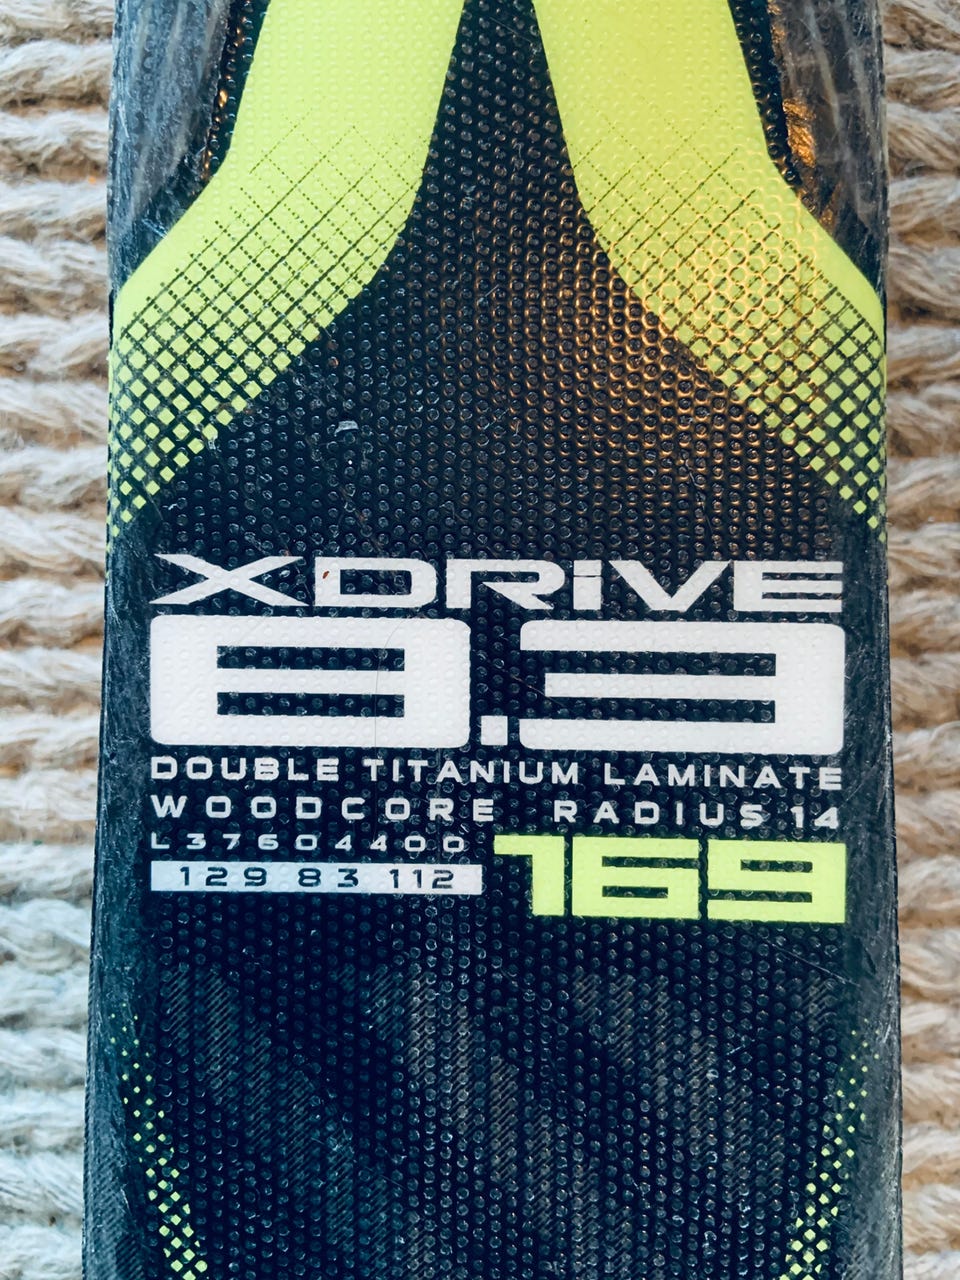 XDRiVE
8.3
DOUBLE TITANIUM LAMINATE
WOODCORE RADIUS 14
L37604400
129 83 112
169